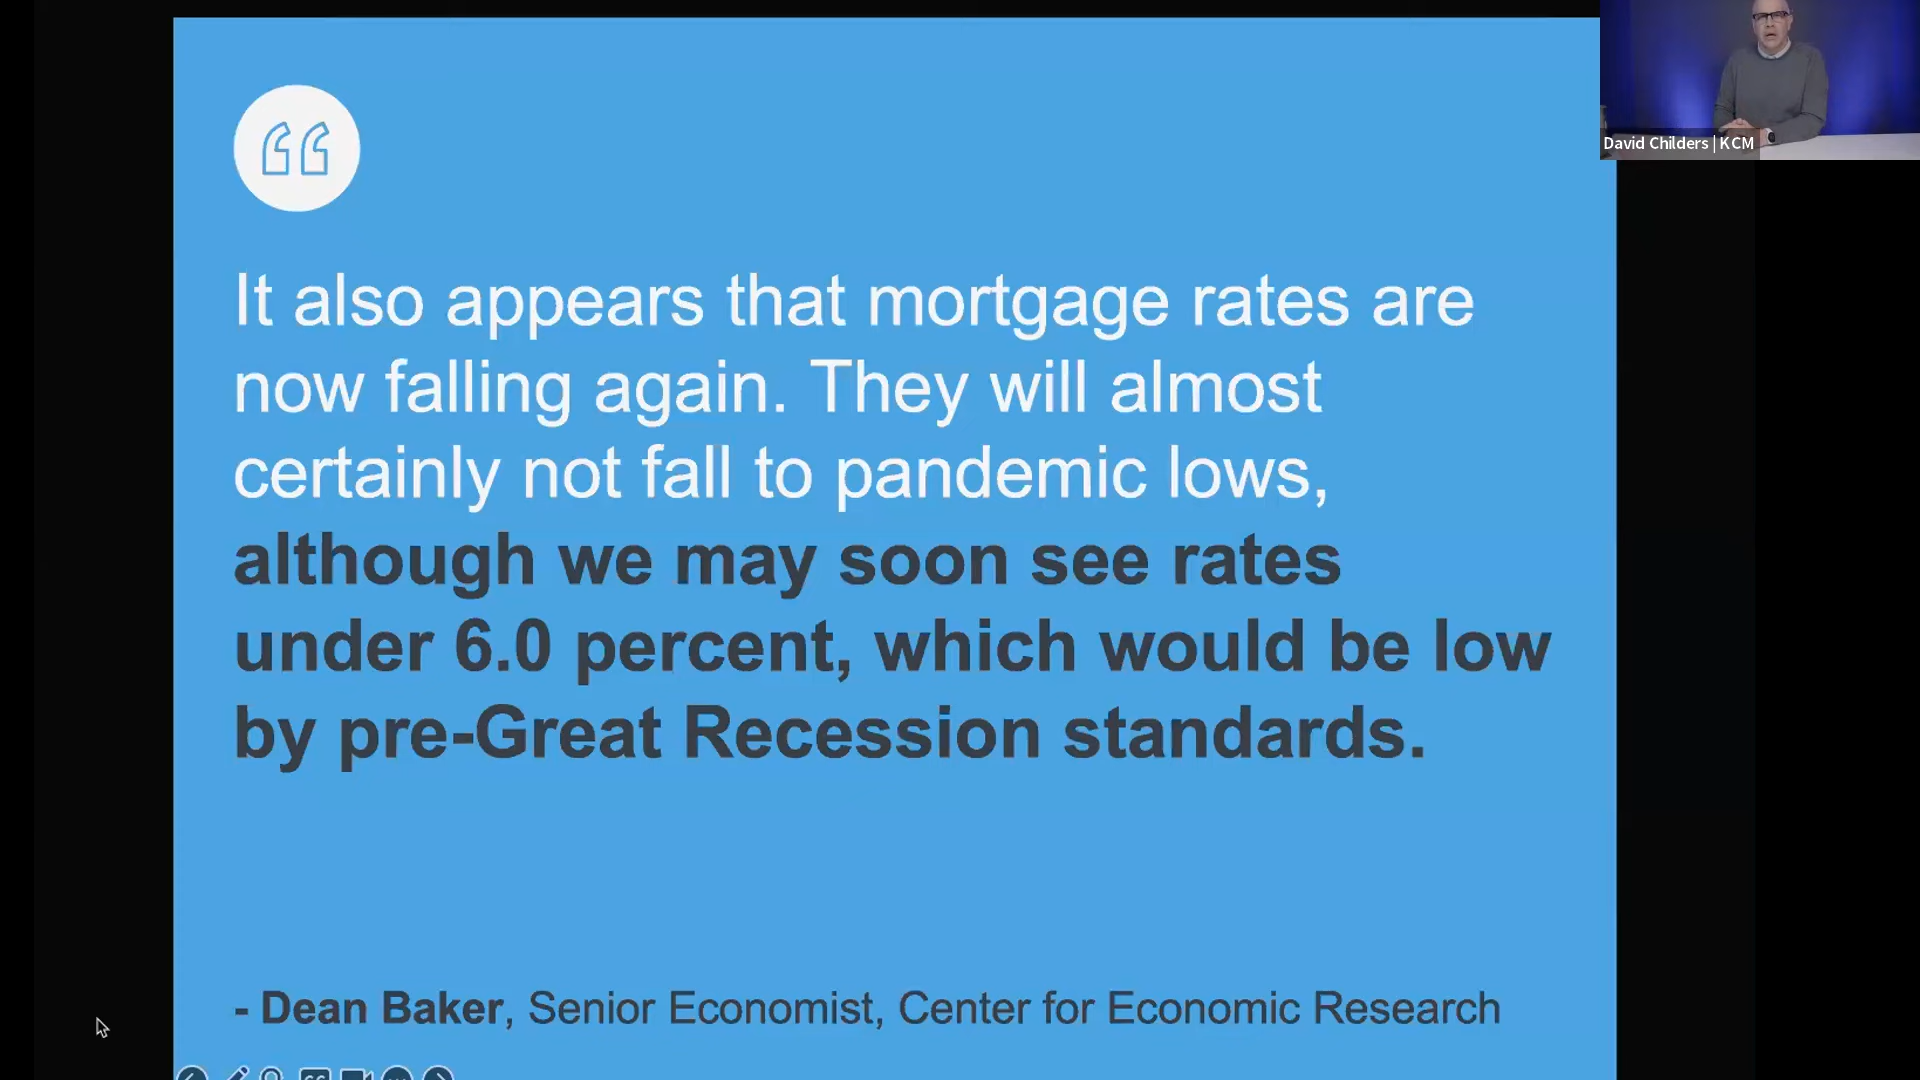 David Childers | KCM
It also appears that mortgage rates are
now falling again. They will almost
certainly not fall to pandemic lows,
although we may soon see rates
under 6.0 percent, which would be low
by pre-Great Recession standards.
- Dean Baker, Senior Economist, Center for Economic Research